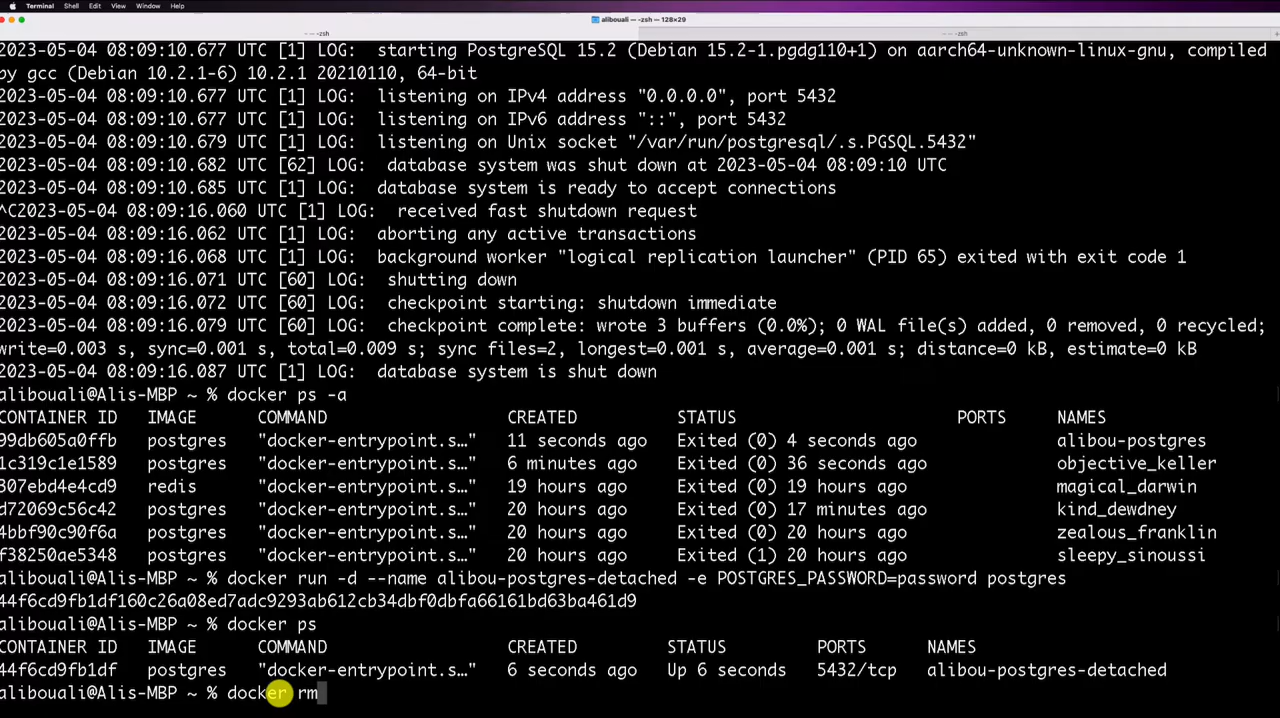 Terminal Shell Edit View Window Help
alibouali — -zsh — 128×29
-zsh -zsh
2023-05-04 08:09:10.677 UTC [1] LOG:  starting PostgreSQL 15.2 (Debian 15.2-1.pgdg110+1) on aarch64-unknown-linux-gnu, compiled
by gcc (Debian 10.2.1-6) 10.2.1 20210110, 64-bit
2023-05-04 08:09:10.677 UTC [1] LOG:  listening on IPv4 address "0.0.0.0", port 5432
2023-05-04 08:09:10.677 UTC [1] LOG:  listening on IPv6 address "::", port 5432
2023-05-04 08:09:10.679 UTC [1] LOG:  listening on Unix socket "/var/run/postgresql/.s.PGSQL.5432"
2023-05-04 08:09:10.682 UTC [62] LOG:  database system was shut down at 2023-05-04 08:09:10 UTC
2023-05-04 08:09:10.685 UTC [1] LOG:  database system is ready to accept connections
^C2023-05-04 08:09:16.060 UTC [1] LOG:  received fast shutdown request
2023-05-04 08:09:16.062 UTC [1] LOG:  aborting any active transactions
2023-05-04 08:09:16.068 UTC [1] LOG:  background worker "logical replication launcher" (PID 65) exited with exit code 1
2023-05-04 08:09:16.071 UTC [60] LOG:  shutting down
2023-05-04 08:09:16.072 UTC [60] LOG:  checkpoint starting: shutdown immediate
2023-05-04 08:09:16.079 UTC [60] LOG:  checkpoint complete: wrote 3 buffers (0.0%); 0 WAL file(s) added, 0 removed, 0 recycled;
write=0.003 s, sync=0.001 s, total=0.009 s; sync files=2, longest=0.001 s, average=0.001 s; distance=0 kB, estimate=0 kB
2023-05-04 08:09:16.087 UTC [1] LOG:  database system is shut down
alibouali@Alis-MBP ~ % docker ps -a
CONTAINER ID   IMAGE      COMMAND                  CREATED          STATUS                      PORTS     NAMES
99db605a0ffb   postgres   "docker-entrypoint.s…"   11 seconds ago   Exited (0) 4 seconds ago              alibou-postgres
1c319c1e1589   postgres   "docker-entrypoint.s…"   6 minutes ago    Exited (0) 36 seconds ago             objective_keller
307ebd4e4cd9   redis      "docker-entrypoint.s…"   19 hours ago     Exited (0) 19 hours ago               magical_darwin
d72069c56c42   postgres   "docker-entrypoint.s…"   20 hours ago     Exited (0) 17 minutes ago             kind_dewdney
4bbf90c90f6a   postgres   "docker-entrypoint.s…"   20 hours ago     Exited (0) 20 hours ago               zealous_franklin
f38250ae5348   postgres   "docker-entrypoint.s…"   20 hours ago     Exited (1) 20 hours ago               sleepy_sinoussi
alibouali@Alis-MBP ~ % docker run -d --name alibou-postgres-detached -e POSTGRES_PASSWORD=password postgres
44f6cd9fb1df160c26a08ed7adc9293ab612cb34dbf0dbfa66161bd63ba461d9
alibouali@Alis-MBP ~ % docker ps
CONTAINER ID   IMAGE      COMMAND                  CREATED         STATUS         PORTS      NAMES
44f6cd9fb1df   postgres   "docker-entrypoint.s…"   6 seconds ago   Up 6 seconds   5432/tcp   alibou-postgres-detached
alibouali@Alis-MBP ~ % docker rm